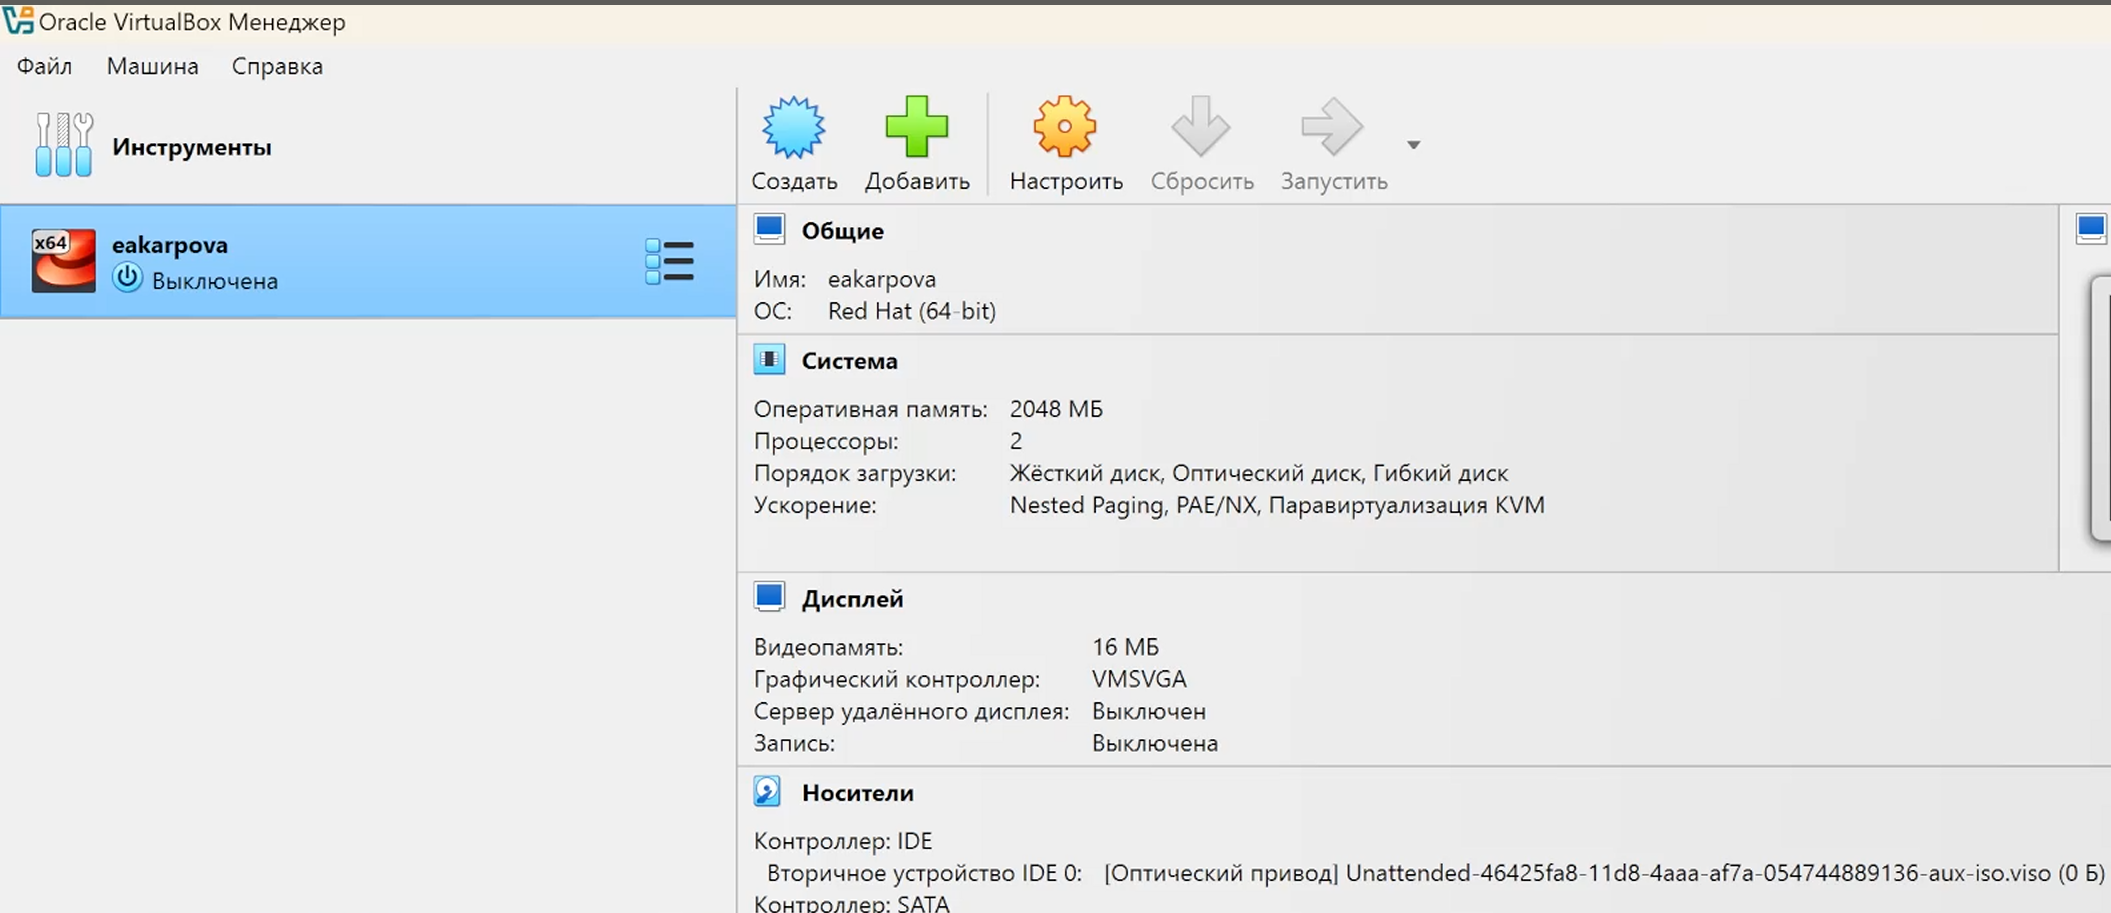 Oracle VirtualBox Менеджер
Файл Машина Справка
Инструменты
Создать Добавить Настроить Сбросить Запустить
x64 eakarpova
Выключена
Общие
Имя: eakarpova
ОС: Red Hat (64-bit)
Система
Оперативная память: 2048 МБ
Процессоры: 2
Порядок загрузки: Жёсткий диск, Оптический диск, Гибкий диск
Ускорение: Nested Paging, PAE/NX, Паравиртуализация KVM
Дисплей
Видеопамять: 16 МБ
Графический контроллер: VMSVGA
Сервер удалённого дисплея: Выключен
Запись: Выключена
Носители
Контроллер: IDE
Вторичное устройство IDE 0: [Оптический привод] Unattended-46425fa8-11d8-4aaa-af7a-054744889136-aux-iso.viso (0 Б)
Контроллер: SATA